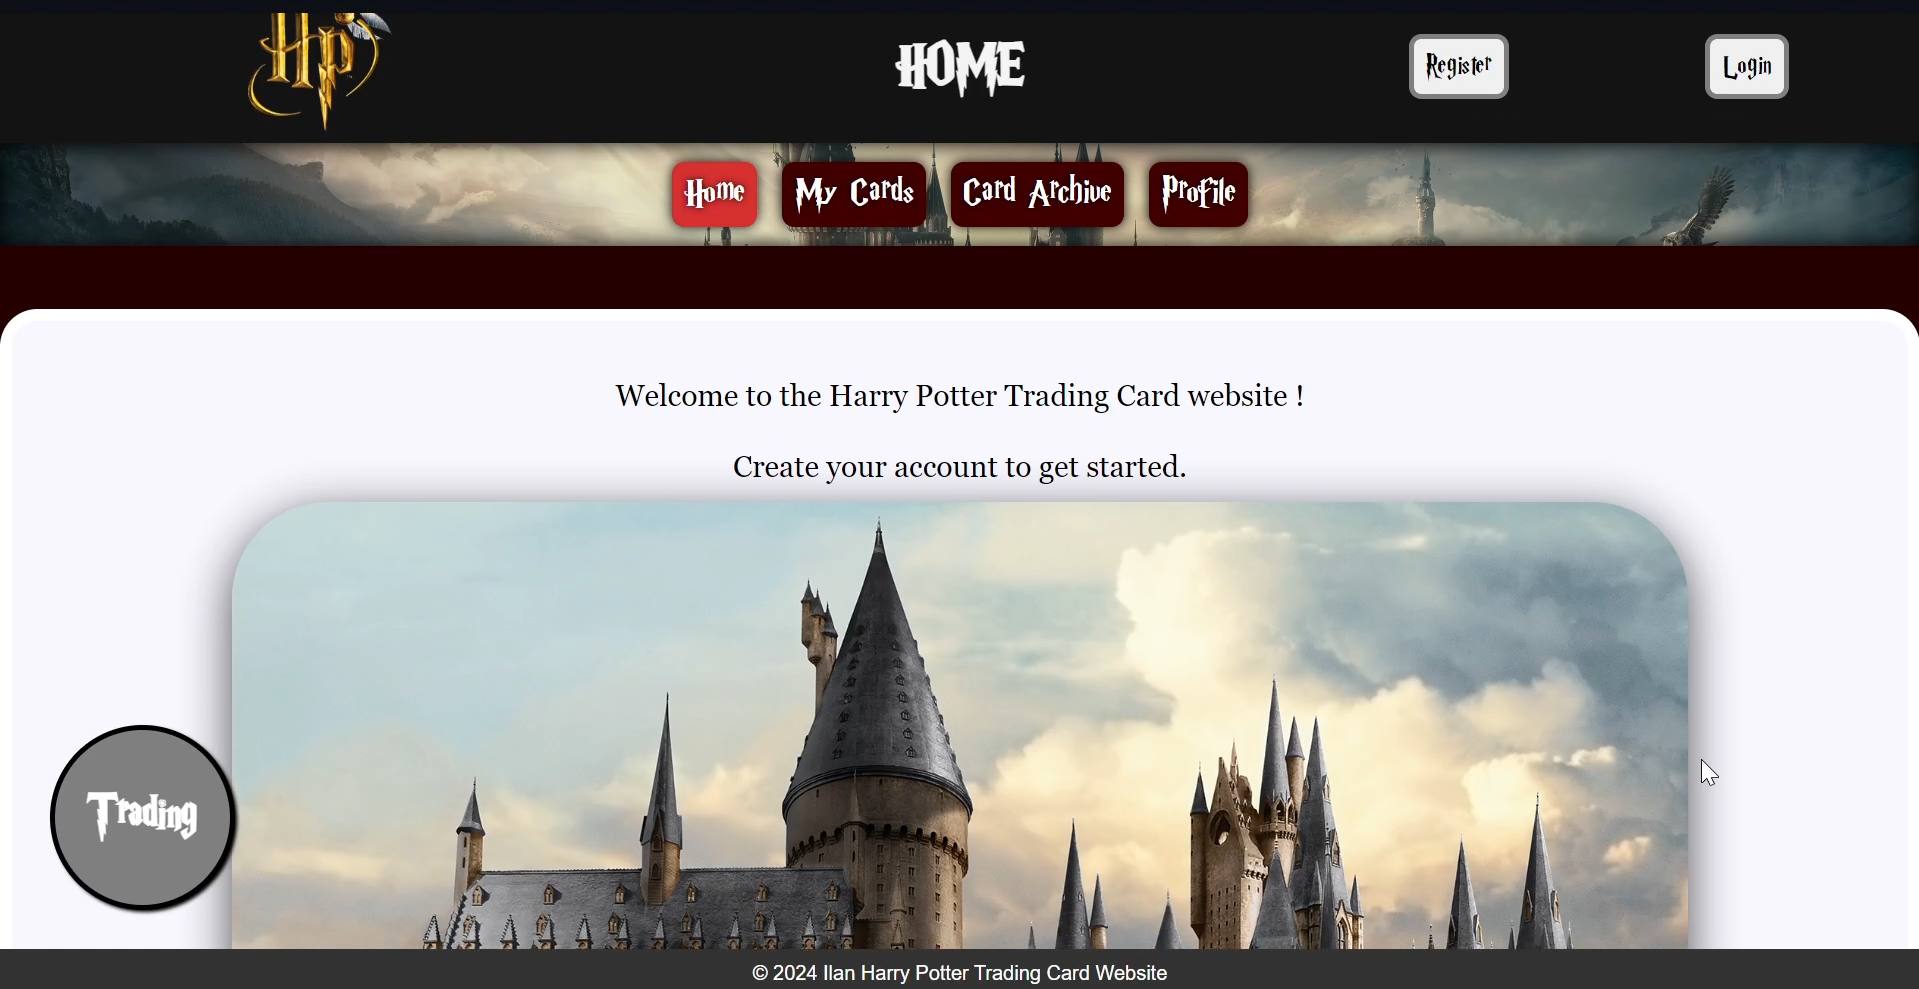 HP
HOME
Register
Login
Home
My Cards
Card Archive
Profile
Welcome to the Harry Potter Trading Card website !
Create your account to get started.
Trading
© 2024 Ilan Harry Potter Trading Card Website